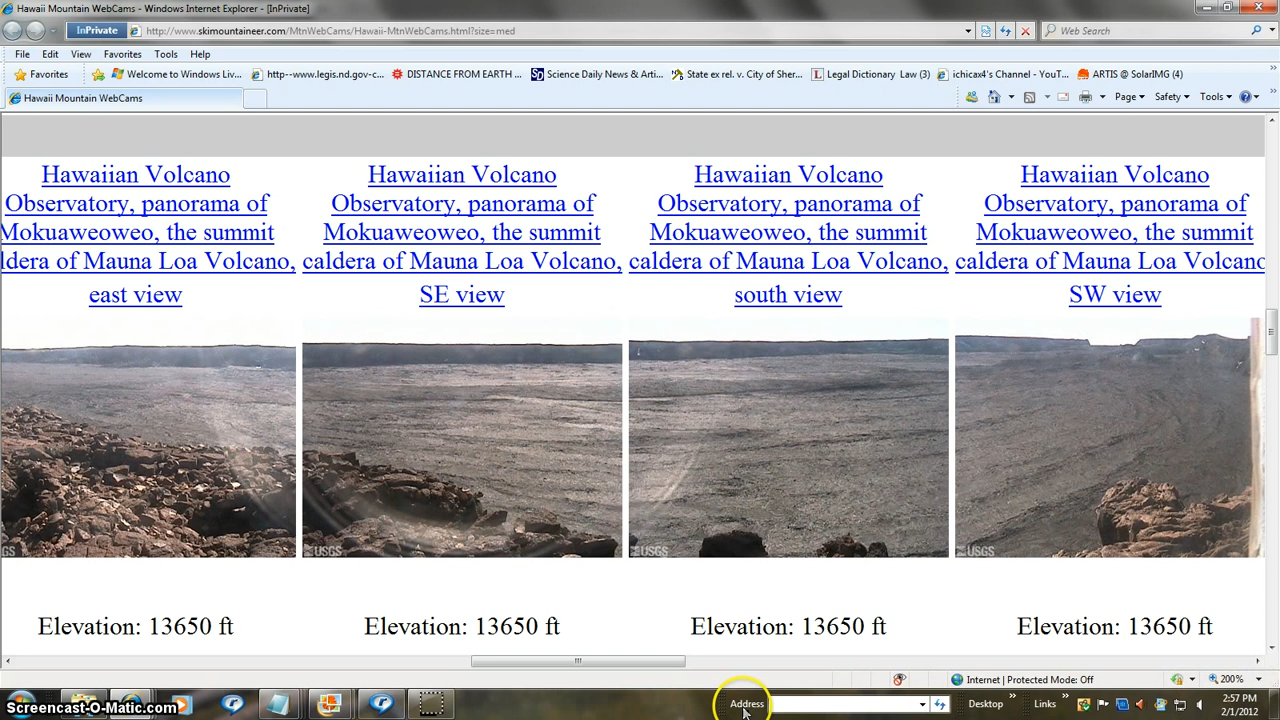 Hawaii Mountain WebCams - Windows Internet Explorer - [InPrivate]
InPrivate http://www.skimountaineer.com/MtnWebCams/Hawaii-MtnWebCams.html?size=med Web Search
File Edit View Favorites Tools Help
Favorites Welcome to Windows Liv... http--www.legis.nd.gov-c... DISTANCE FROM EARTH ... Science Daily News & Arti... State ex rel. v. City of Sher... Legal Dictionary Law (3) ichicax4's Channel - YouT... ARTIS @ SolarIMG (4)
Hawaii Mountain WebCams
Page Safety Tools
Hawaiian Volcano
Observatory, panorama of
Mokuaweoweo, the summit
ldera of Mauna Loa Volcano,
east view
Hawaiian Volcano
Observatory, panorama of
Mokuaweoweo, the summit
caldera of Mauna Loa Volcano,
SE view
Hawaiian Volcano
Observatory, panorama of
Mokuaweoweo, the summit
caldera of Mauna Loa Volcano,
south view
Hawaiian Volcano
Observatory, panorama of
Mokuaweoweo, the summit
caldera of Mauna Loa Volcano
SW view
GS
USGS
USGS
USGS
Elevation: 13650 ft
Elevation: 13650 ft
Elevation: 13650 ft
Elevation: 13650 ft
Internet | Protected Mode: Off 200%
Screencast-O-Matic.com
Address Desktop Links
2:57 PM
2/1/2012